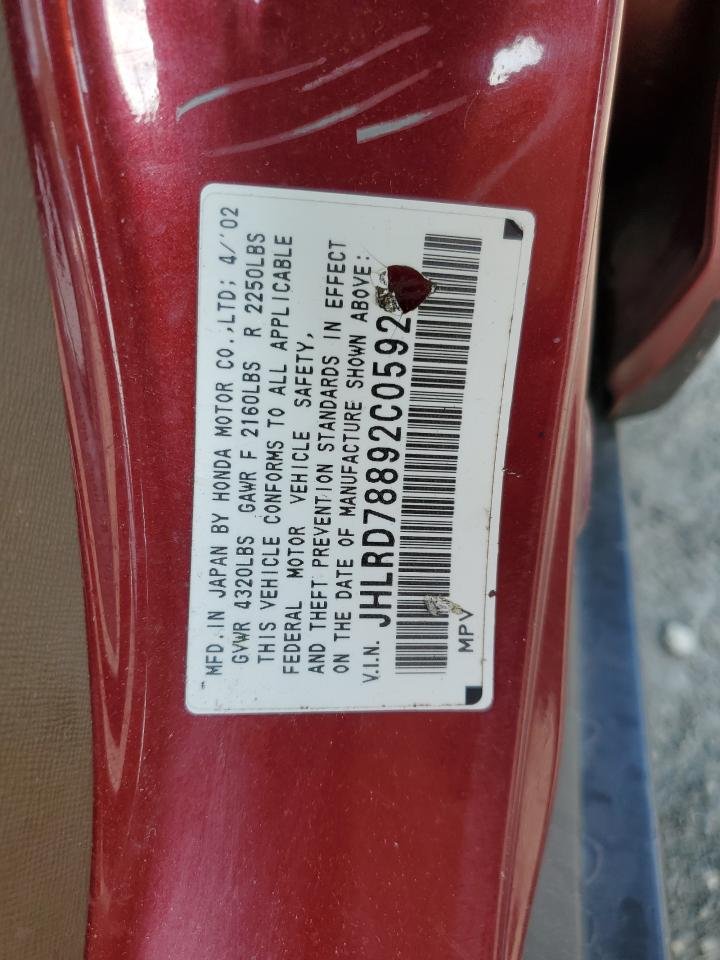 MFD. IN JAPAN BY HONDA MOTOR CO.,LTD; 4/'02
GVWR 4320LBS GAWR F 2160LBS R 2250LBS
THIS VEHICLE CONFORMS TO ALL APPLICABLE
FEDERAL MOTOR VEHICLE SAFETY,
AND THEFT PREVENTION STANDARDS IN EFFECT
ON THE DATE OF MANUFACTURE SHOWN ABOVE:
V.I.N. JHLRD78892C0592
MPV